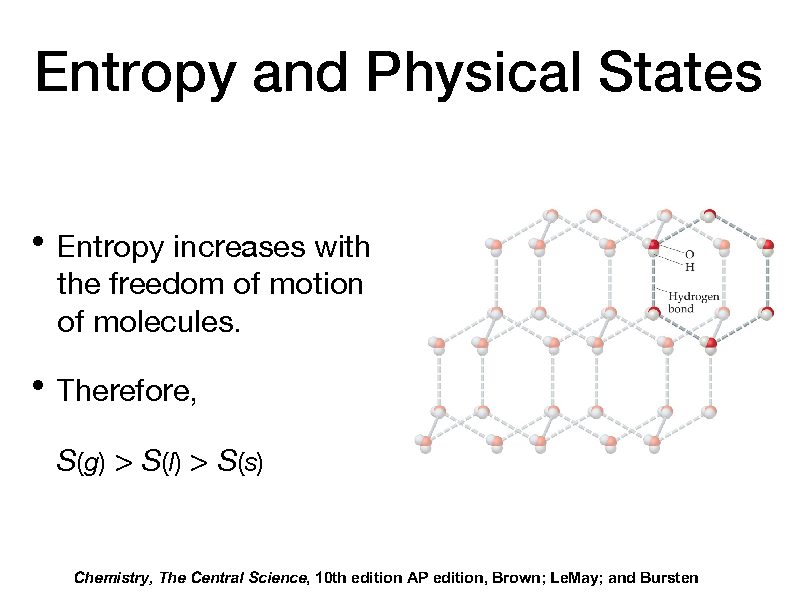 Entropy and Physical States
• Entropy increases with
the freedom of motion
of molecules.
• Therefore,
S(g) > S(l) > S(s)
O
H
Hydrogen
bond
Chemistry, The Central Science, 10th edition AP edition, Brown; LeMay; and Bursten